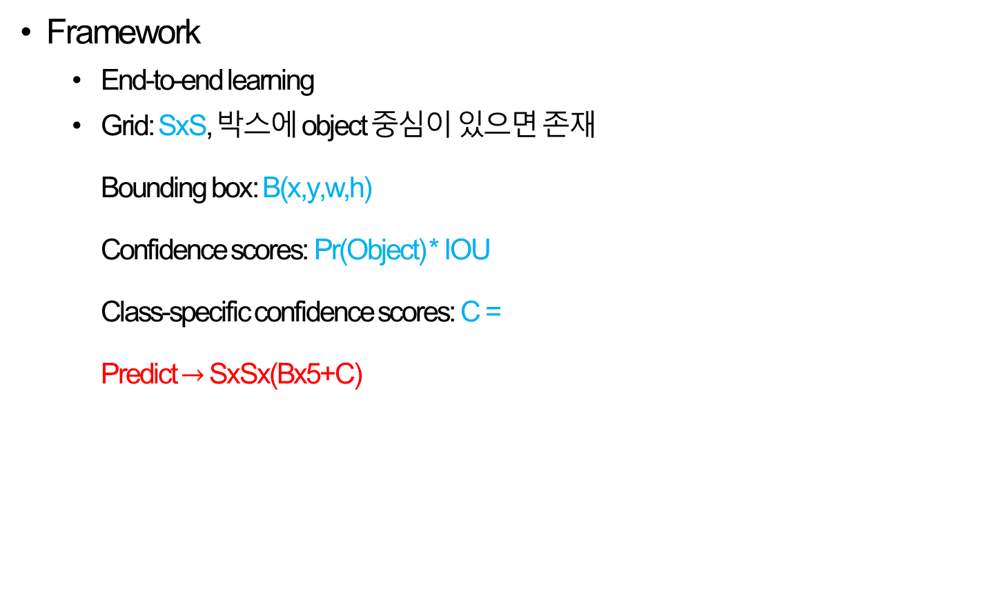 • Framework
• End-to-end learning
• Grid: SxS, 박스에 object 중심이 있으면 존재
Bounding box: B(x,y,w,h)
Confidence scores: Pr(Object) * IOU
Class-specific confidence scores: C =
Predict → SxSx(Bx5+C)